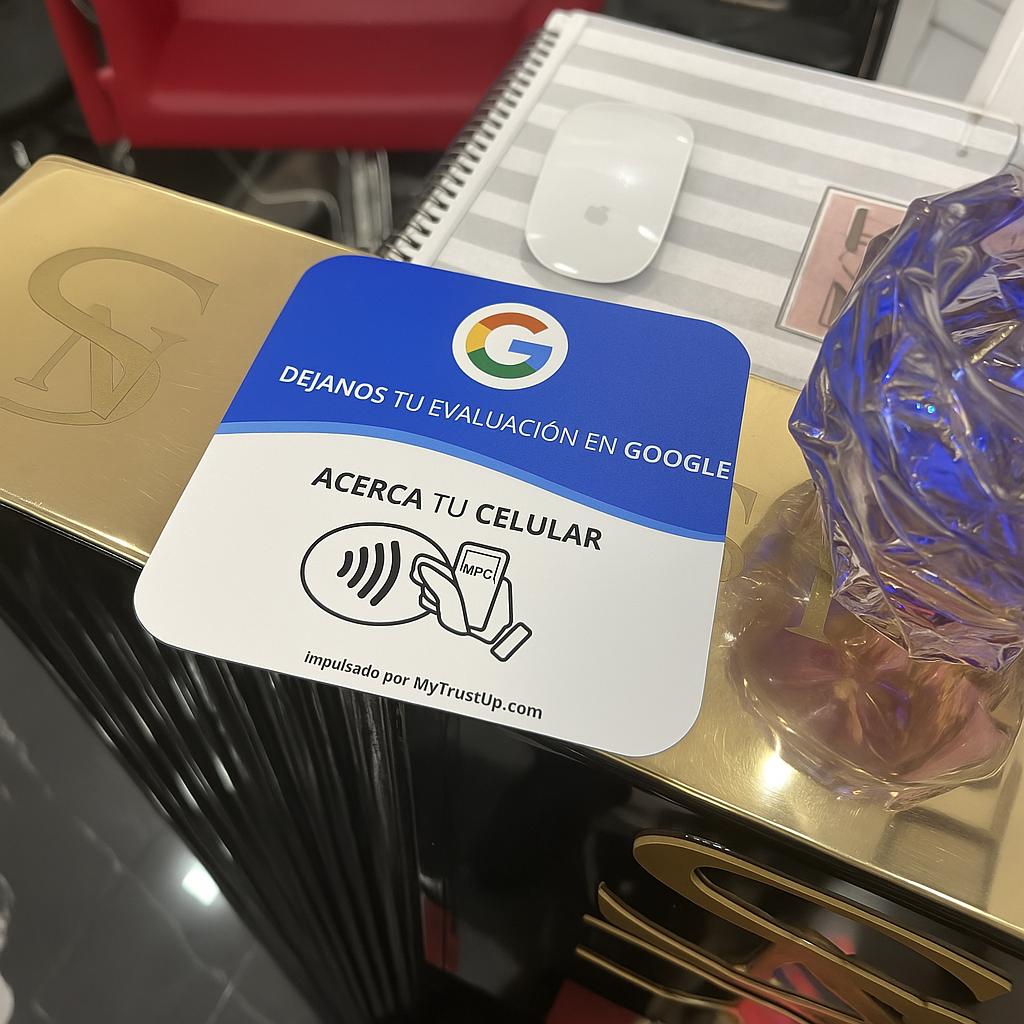 G
DEJANOS TU EVALUACIÓN EN GOOGLE
ACERCA TU CELULAR
MPC
impulsado por MyTrustUp.com